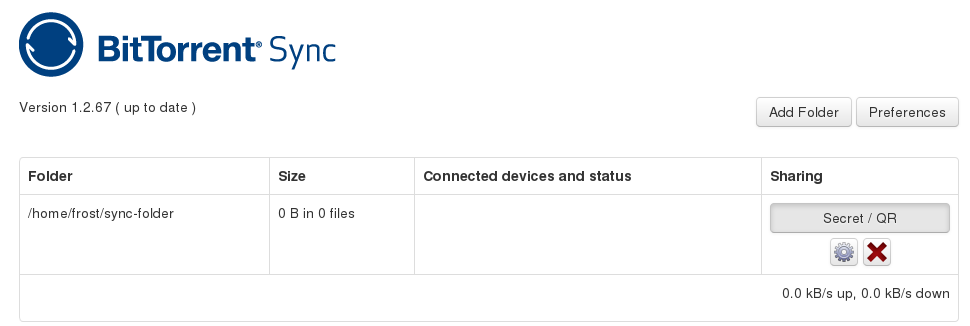 BitTorrent® Sync
Version 1.2.67 ( up to date )
Add Folder Preferences
Folder Size Connected devices and status Sharing
/home/frost/sync-folder 0 B in 0 files Secret / QR
0.0 kB/s up, 0.0 kB/s down